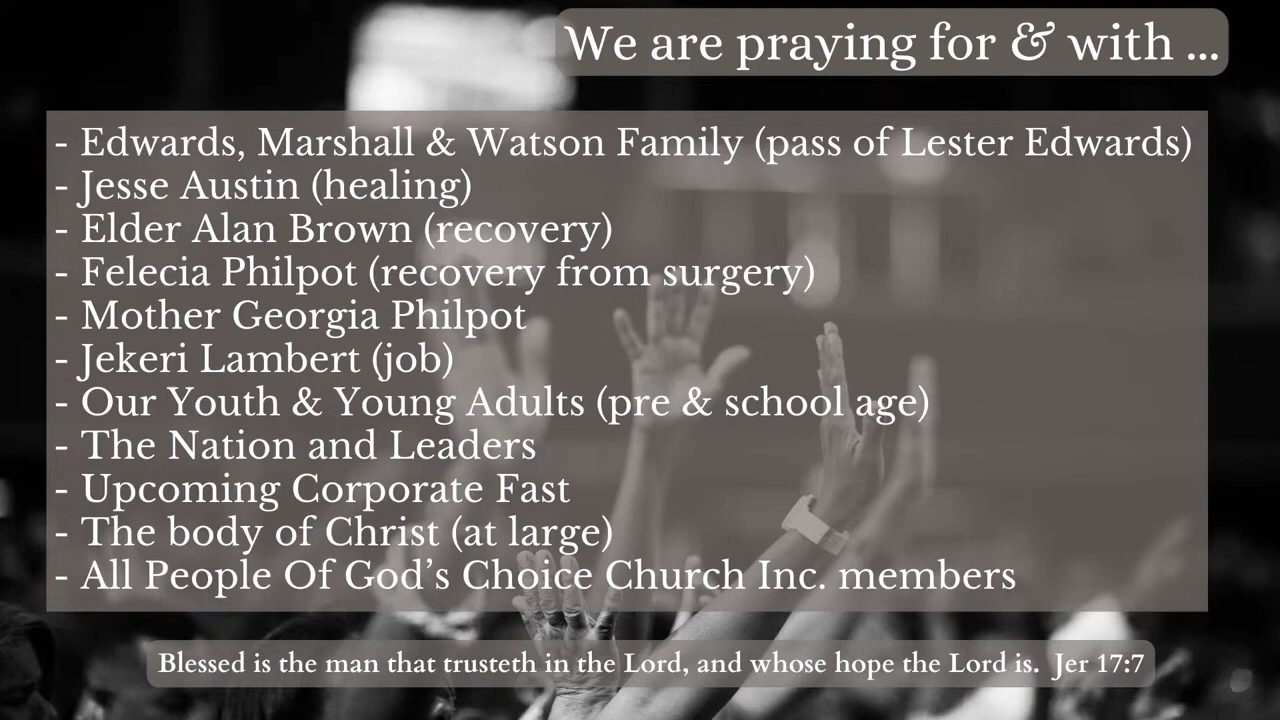 We are praying for & with ...
- Edwards, Marshall & Watson Family (pass of Lester Edwards)
- Jesse Austin (healing)
- Elder Alan Brown (recovery)
- Felecia Philpot (recovery from surgery)
- Mother Georgia Philpot
- Jekeri Lambert (job)
- Our Youth & Young Adults (pre & school age)
- The Nation and Leaders
- Upcoming Corporate Fast
- The body of Christ (at large)
- All People Of God’s Choice Church Inc. members
Blessed is the man that trusteth in the Lord, and whose hope the Lord is.  Jer 17:7